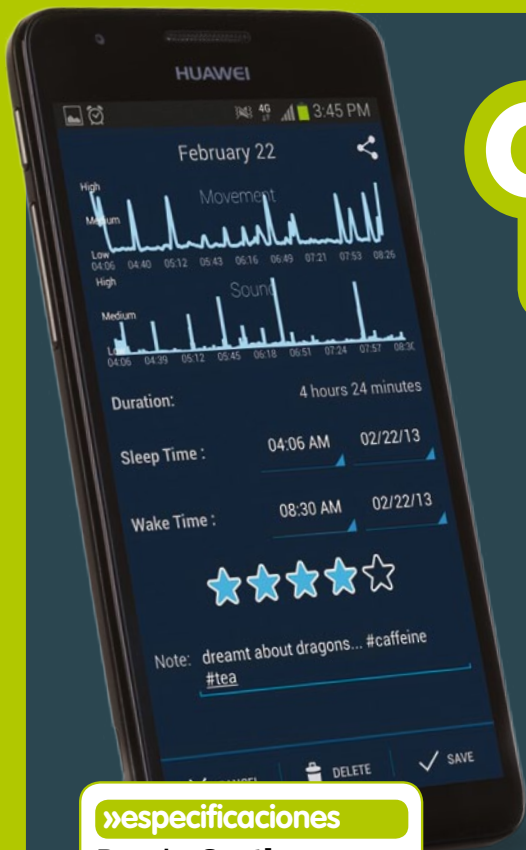 HUAWEI
4G 3:45 PM
February 22
High
Movement
Medium
Low
04:06 04:40 05:12 05:43 06:16 06:49 07:21 07:53 08:26
High
Sound
Medium
04:06 04:39 05:12 05:45 06:18 06:51 07:24 07:57
Duration: 4 hours 24 minutes
Sleep Time : 04:06 AM 02/22/13
Wake Time : 08:30 AM 02/22/13
Note: dreamt about dragons... #caffeine
#tea
DELETE SAVE
»especificaciones